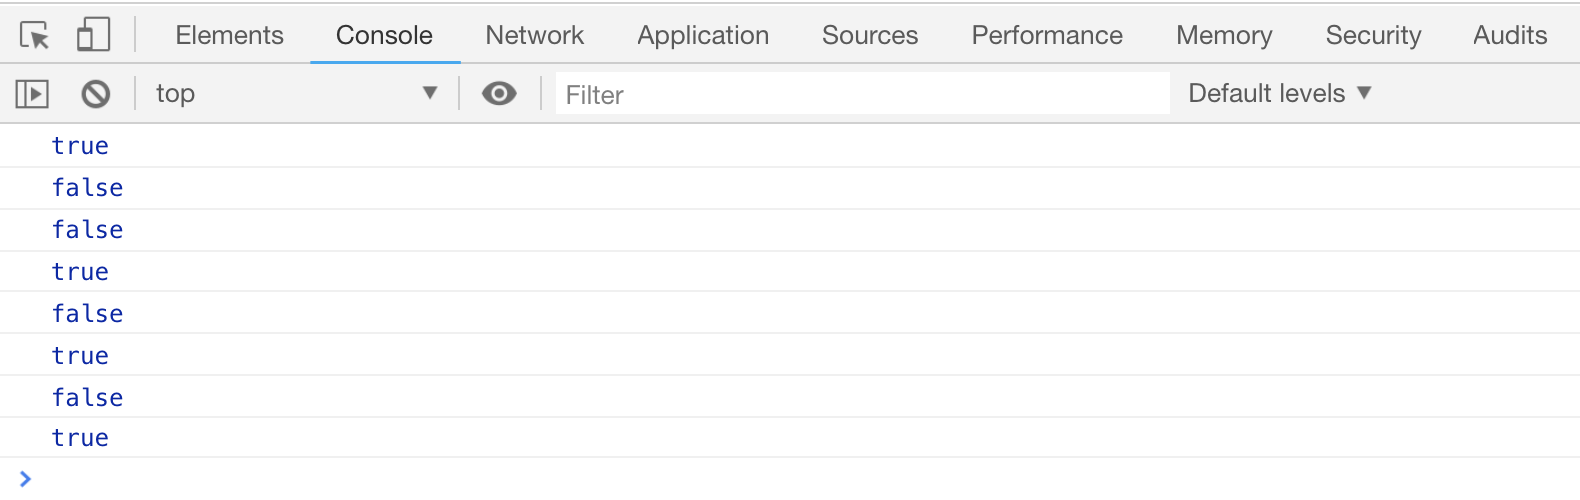 Elements Console Network Application Sources Performance Memory Security Audits
top Filter Default levels
true
false
false
true
false
true
false
true